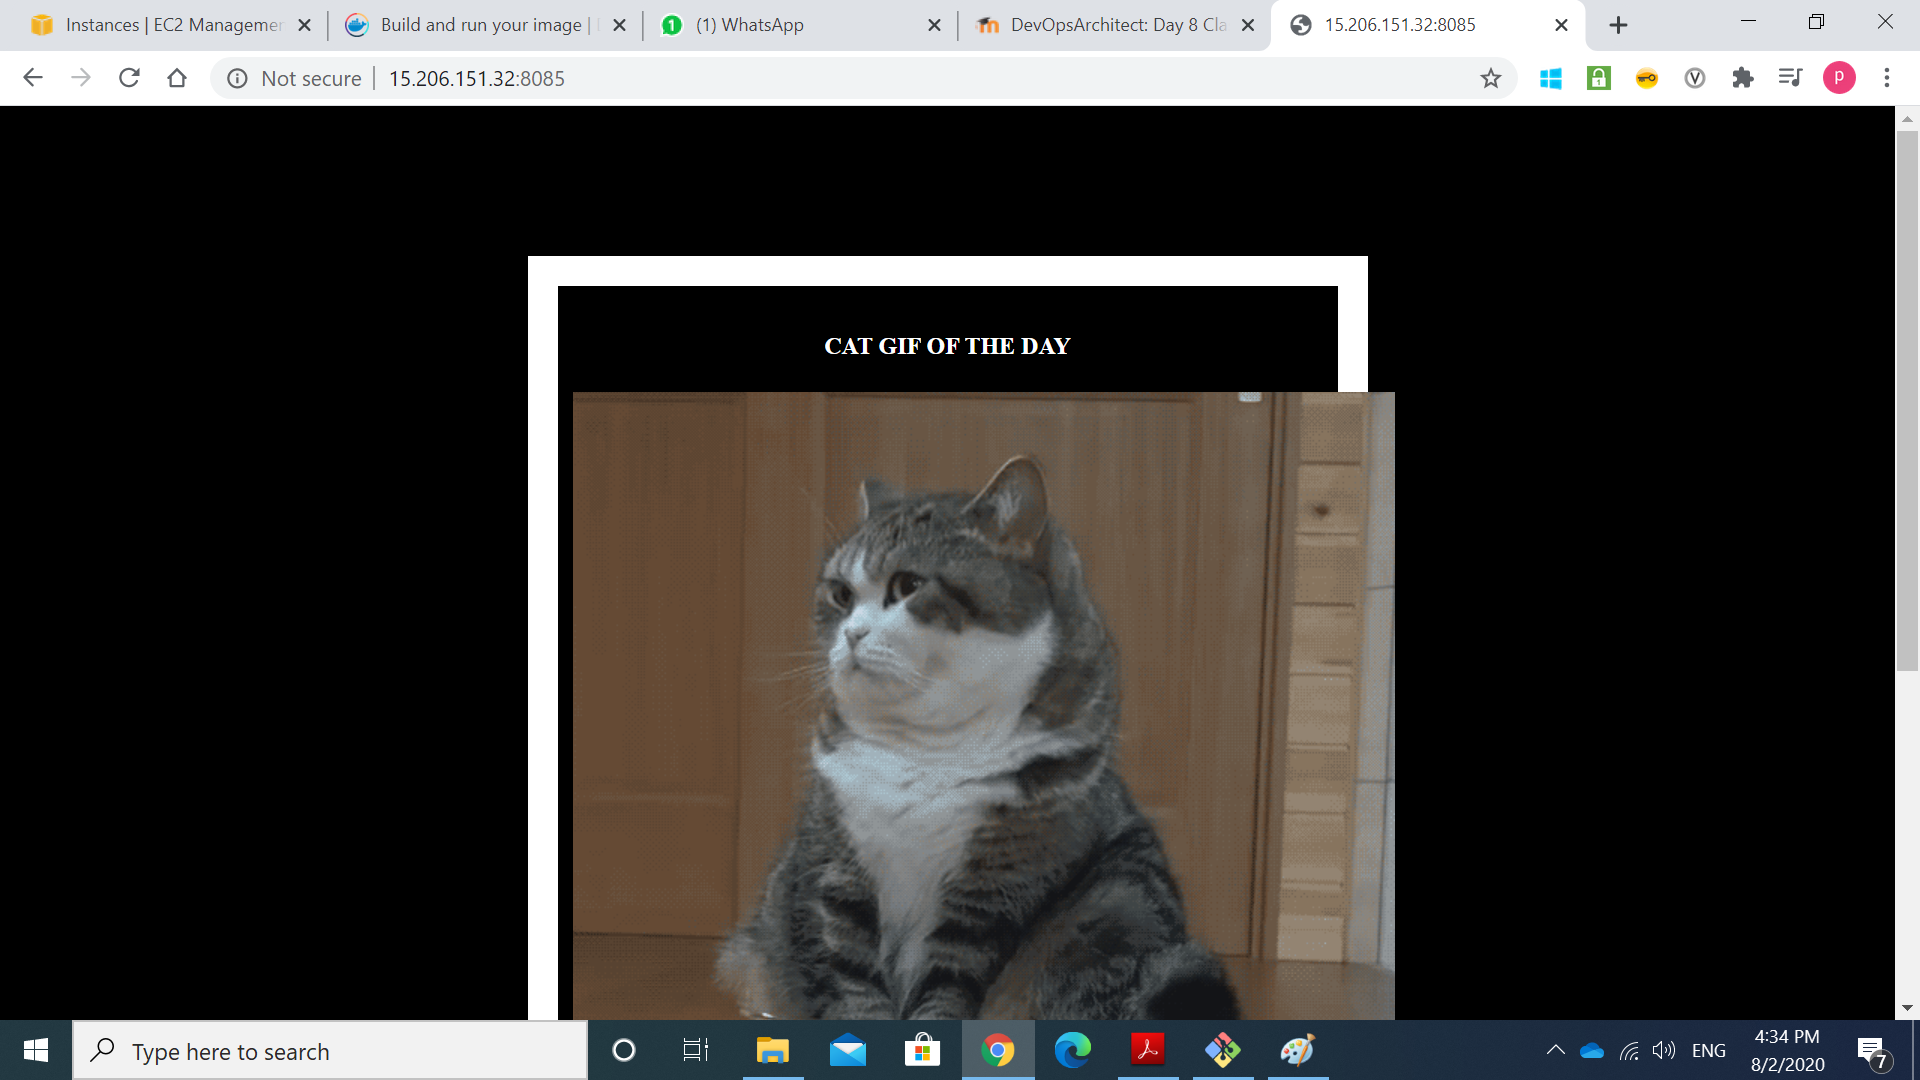 Instances | EC2 Managemer
Build and run your image |
1
(1) WhatsApp
DevOpsArchitect: Day 8 Cla
15.206.151.32:8085
Not secure
15.206.151.32:8085
1
V
p
CAT GIF OF THE DAY
Type here to search
ENG
4:34 PM
8/2/2020
7